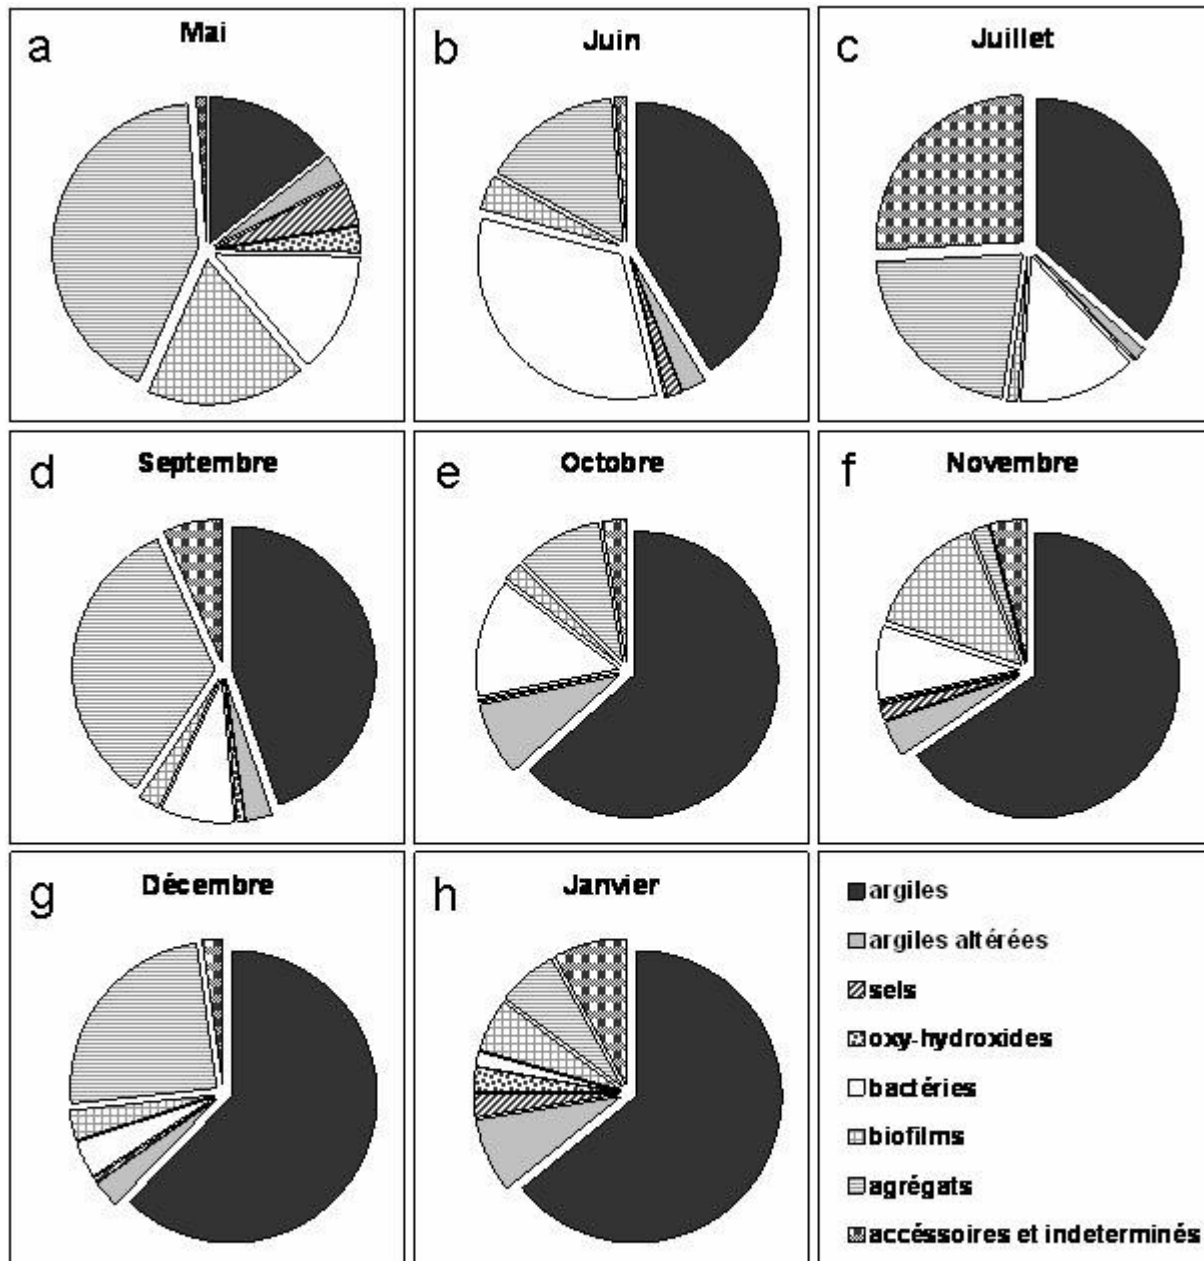 a
Mai
b
Juin
c
Juillet
d
Septembre
e
Octobre
f
Novembre
g
Décembre
h
Janvier
argiles
argiles altérées
sels
oxy-hydroxides
bactéries
biofilms
agrégats
accéssoires et indeterminés